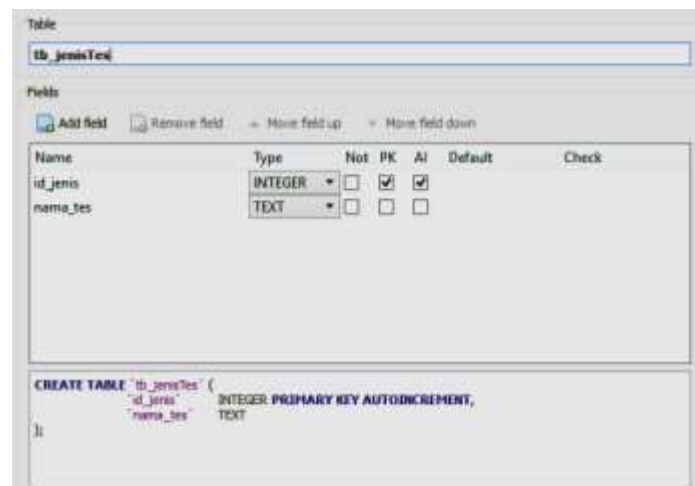 Table
tb_jenisTes
Fields
Add field Remove field Move field up Move field down
Name Type Not PK AI Default Check
id_jenis INTEGER
nama_tes TEXT
CREATE TABLE `tb_jenisTes` (
`id_jenis` INTEGER PRIMARY KEY AUTOINCREMENT,
`nama_tes` TEXT
);